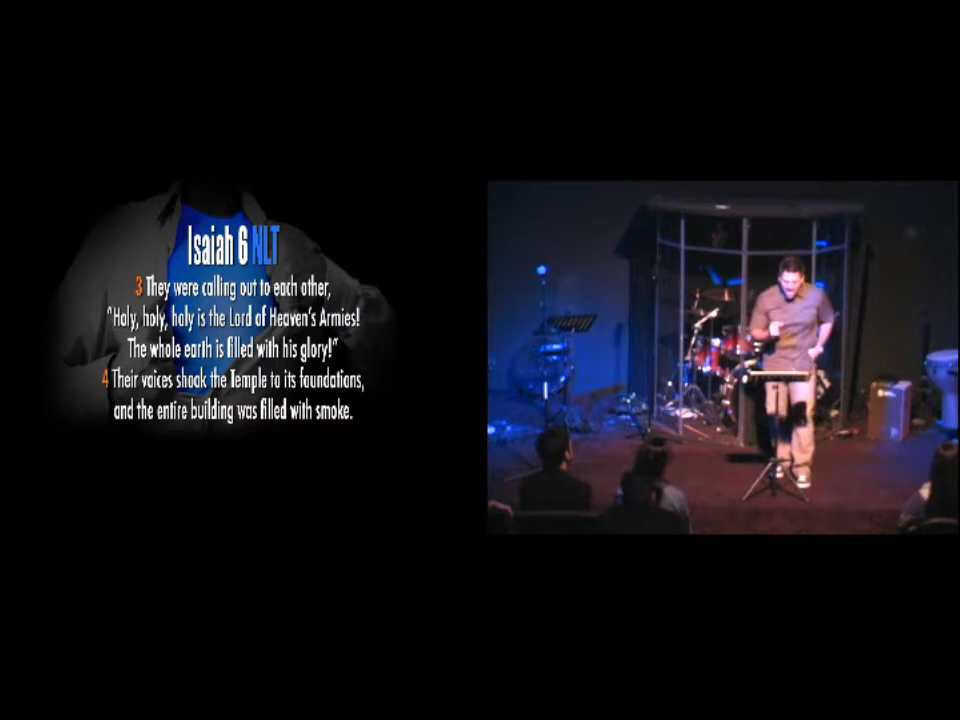 Isaiah 6 NLT
3 They were calling out to each other,
"Holy, holy, holy is the Lord of Heaven's Armies!
The whole earth is filled with his glory!"
4 Their voices shook the Temple to its foundations,
and the entire building was filled with smoke.